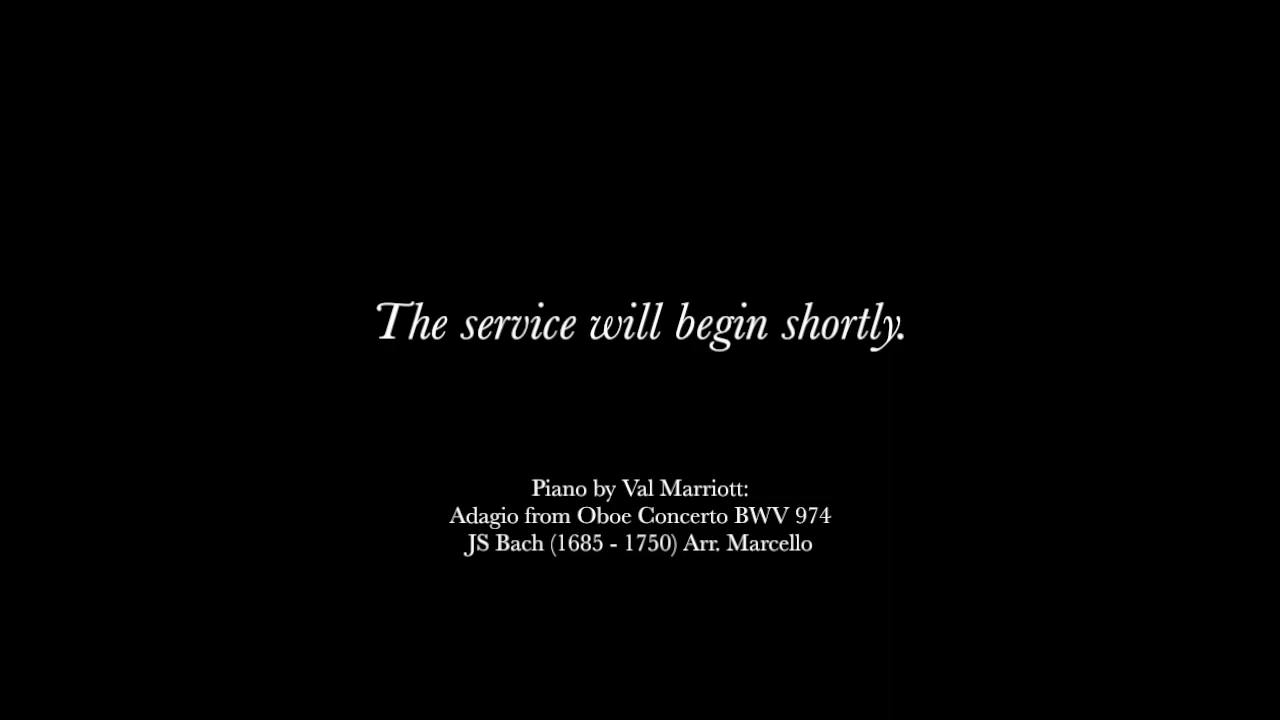 The service will begin shortly.
Piano by Val Marriott:
Adagio from Oboe Concerto BWV 974
JS Bach (1685 - 1750) Arr. Marcello